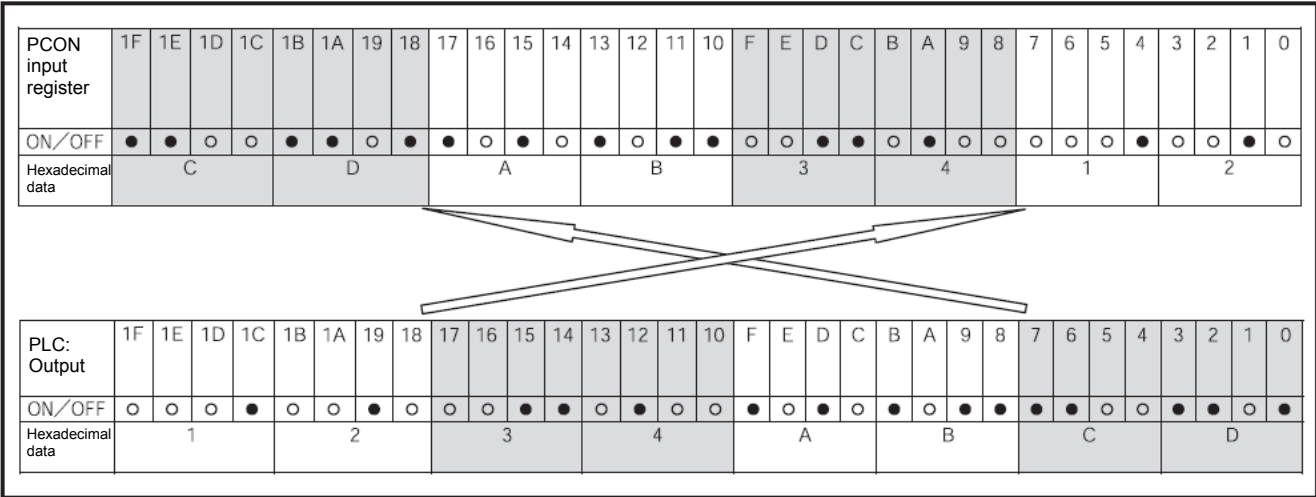 PCON input register 1F 1E 1D 1C 1B 1A 19 18 17 16 15 14 13 12 11 10 F E D C B A 9 8 7 6 5 4 3 2 1 0
ON／OFF ● ● ○ ○ ● ● ○ ● ● ○ ● ○ ● ○ ● ● ○ ○ ● ● ○ ● ○ ○ ○ ○ ○ ● ○ ○ ● ○
Hexadecimal data C D A B 3 4 1 2
PLC: Output 1F 1E 1D 1C 1B 1A 19 18 17 16 15 14 13 12 11 10 F E D C B A 9 8 7 6 5 4 3 2 1 0
ON／OFF ○ ○ ○ ● ○ ○ ● ○ ○ ○ ● ● ○ ● ○ ○ ● ○ ● ○ ● ○ ● ● ● ● ○ ○ ● ● ○ ●
Hexadecimal data 1 2 3 4 A B C D